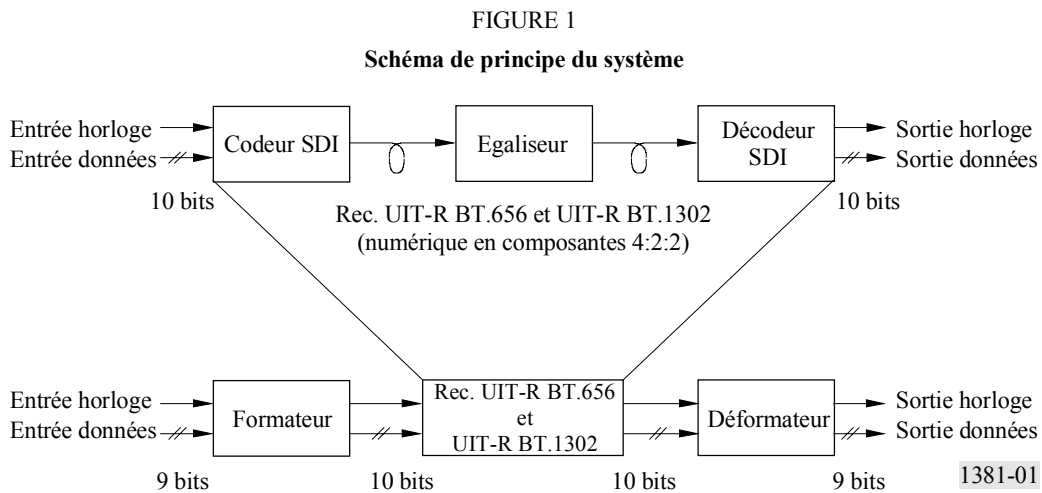 FIGURE 1
Schéma de principe du système
Entrée horloge
Entrée données
10 bits
Codeur SDI
Egaliseur
Décodeur
SDI
Sortie horloge
Sortie données
10 bits
Rec. UIT-R BT.656 et UIT-R BT.1302
(numérique en composantes 4:2:2)
Entrée horloge
Entrée données
9 bits
Formateur
10 bits
Rec. UIT-R BT.656
et
UIT-R BT.1302
10 bits
Déformateur
Sortie horloge
Sortie données
9 bits
1381-01